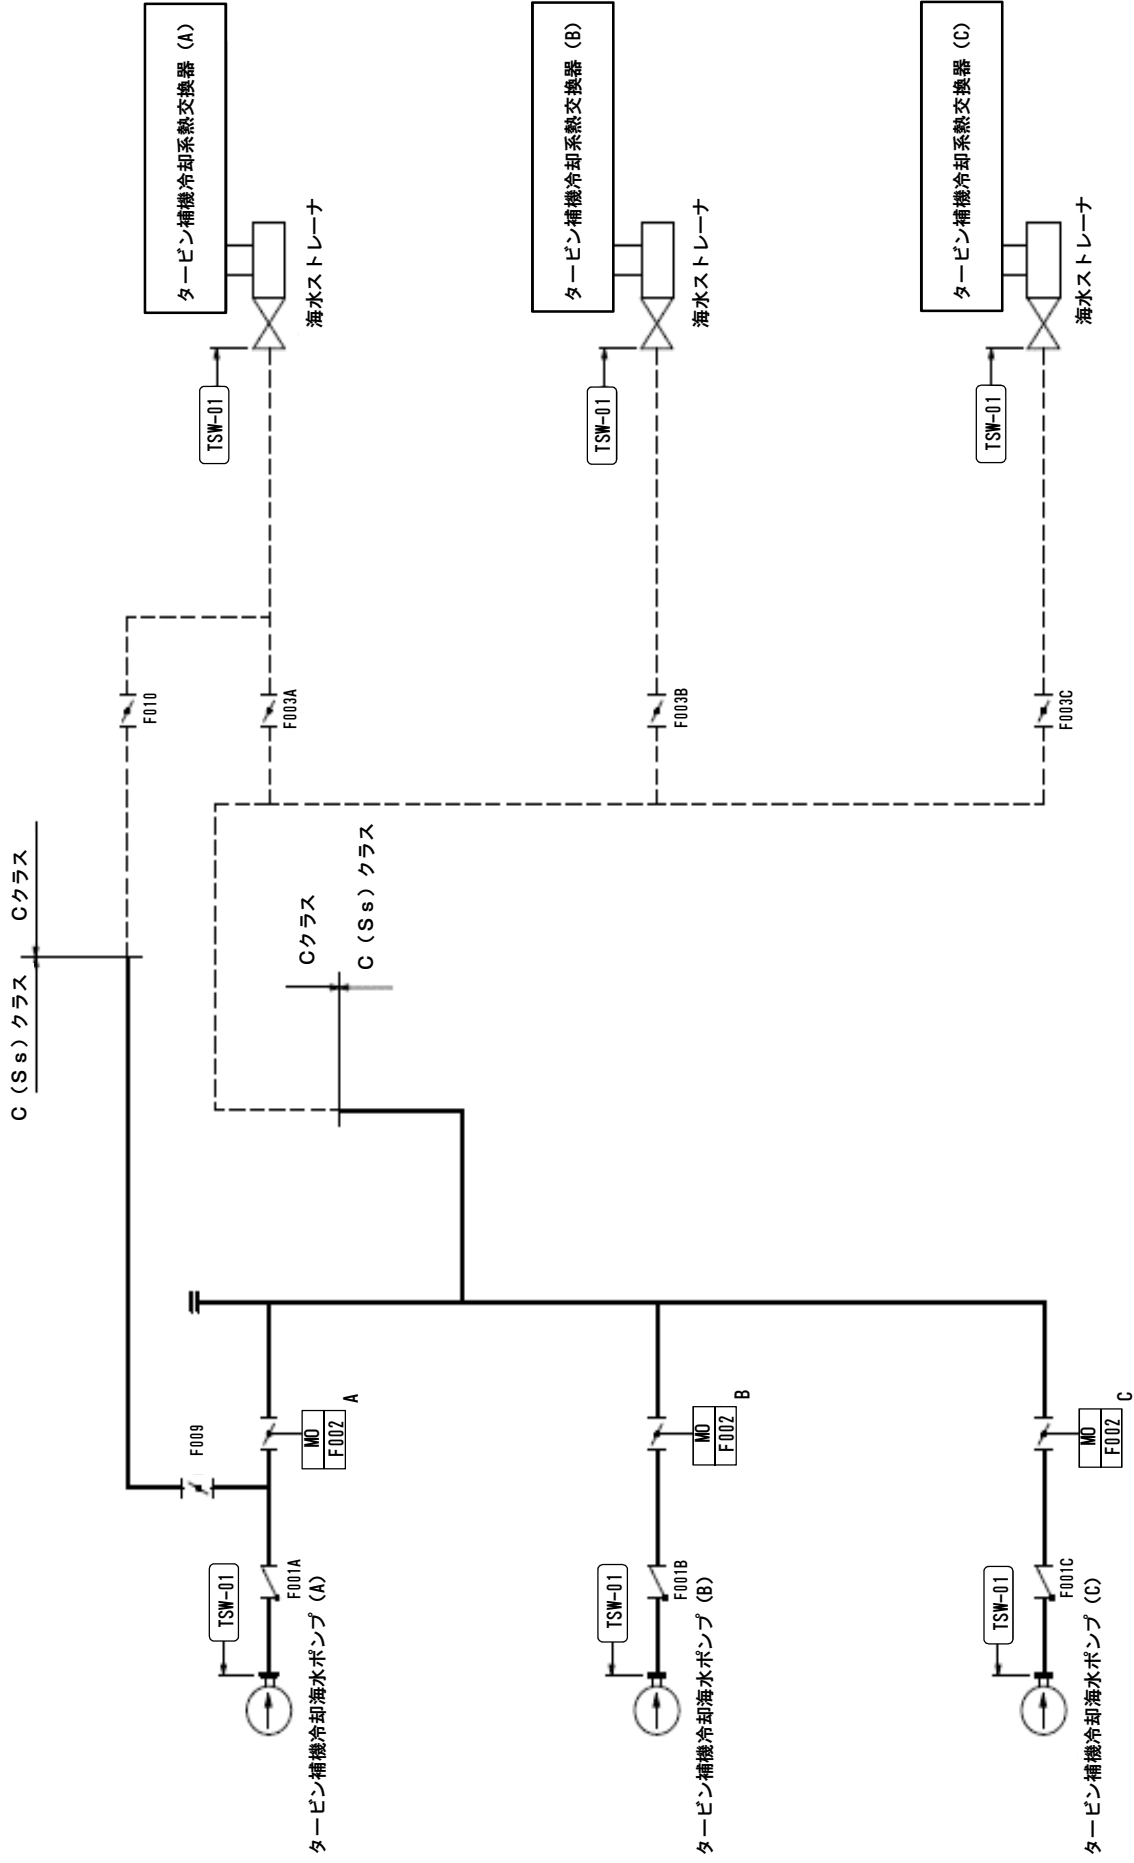 タービン補機冷却系熱交換器 (A)
タービン補機冷却系熱交換器 (B)
タービン補機冷却系熱交換器 (C)
海水ストレーナ
海水ストレーナ
海水ストレーナ
TSW-01
TSW-01
TSW-01
F010
F003A
F003B
F003C
C（Ss）クラス
Cクラス
Cクラス
C（Ss）クラス
F009
MO
F002
A
MO
F002
B
MO
F002
C
TSW-01
F001A
タービン補機冷却海水ポンプ (A)
TSW-01
F001B
タービン補機冷却海水ポンプ (B)
TSW-01
F001C
タービン補機冷却海水ポンプ (C)